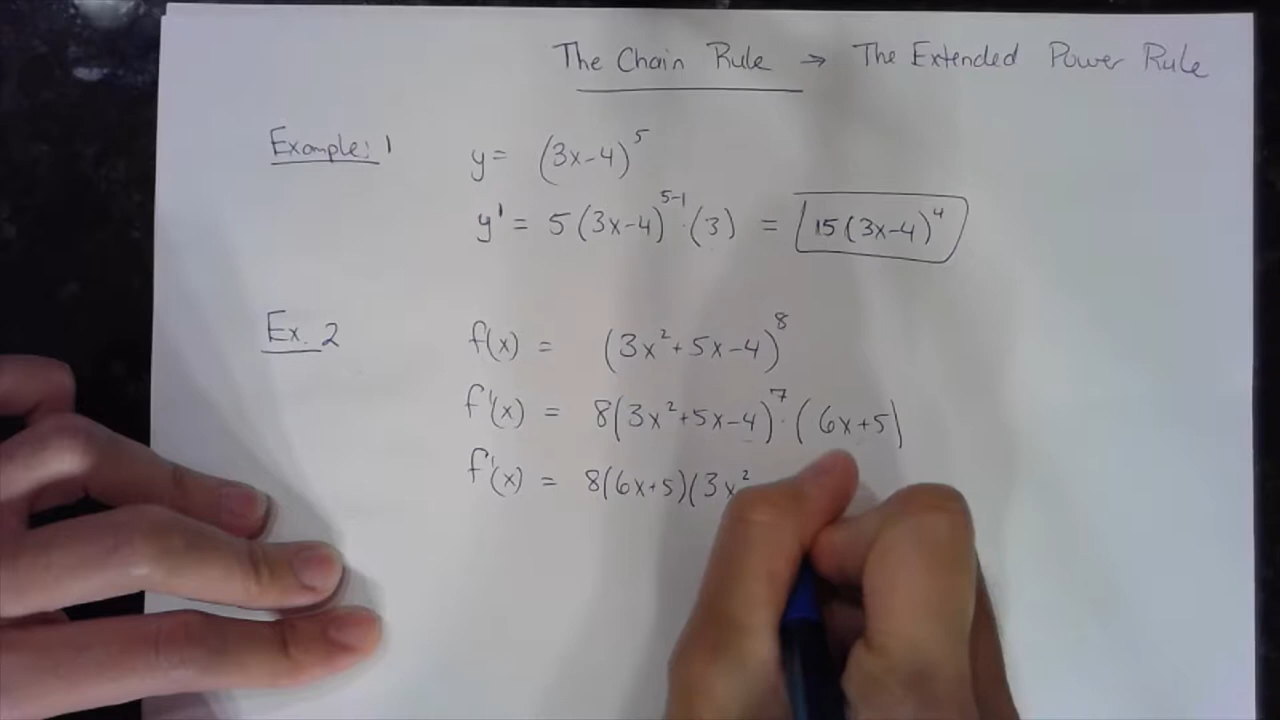 The Chain Rule → The Extended Power Rule
Example: 1 y = (3x-4)^5
y' = 5(3x-4)^{5-1}·(3) = 15(3x-4)^4
Ex. 2 f(x) = (3x²+5x-4)^8
f'(x) = 8(3x²+5x-4)^7·(6x+5)
f'(x) = 8(6x+5)(3x²